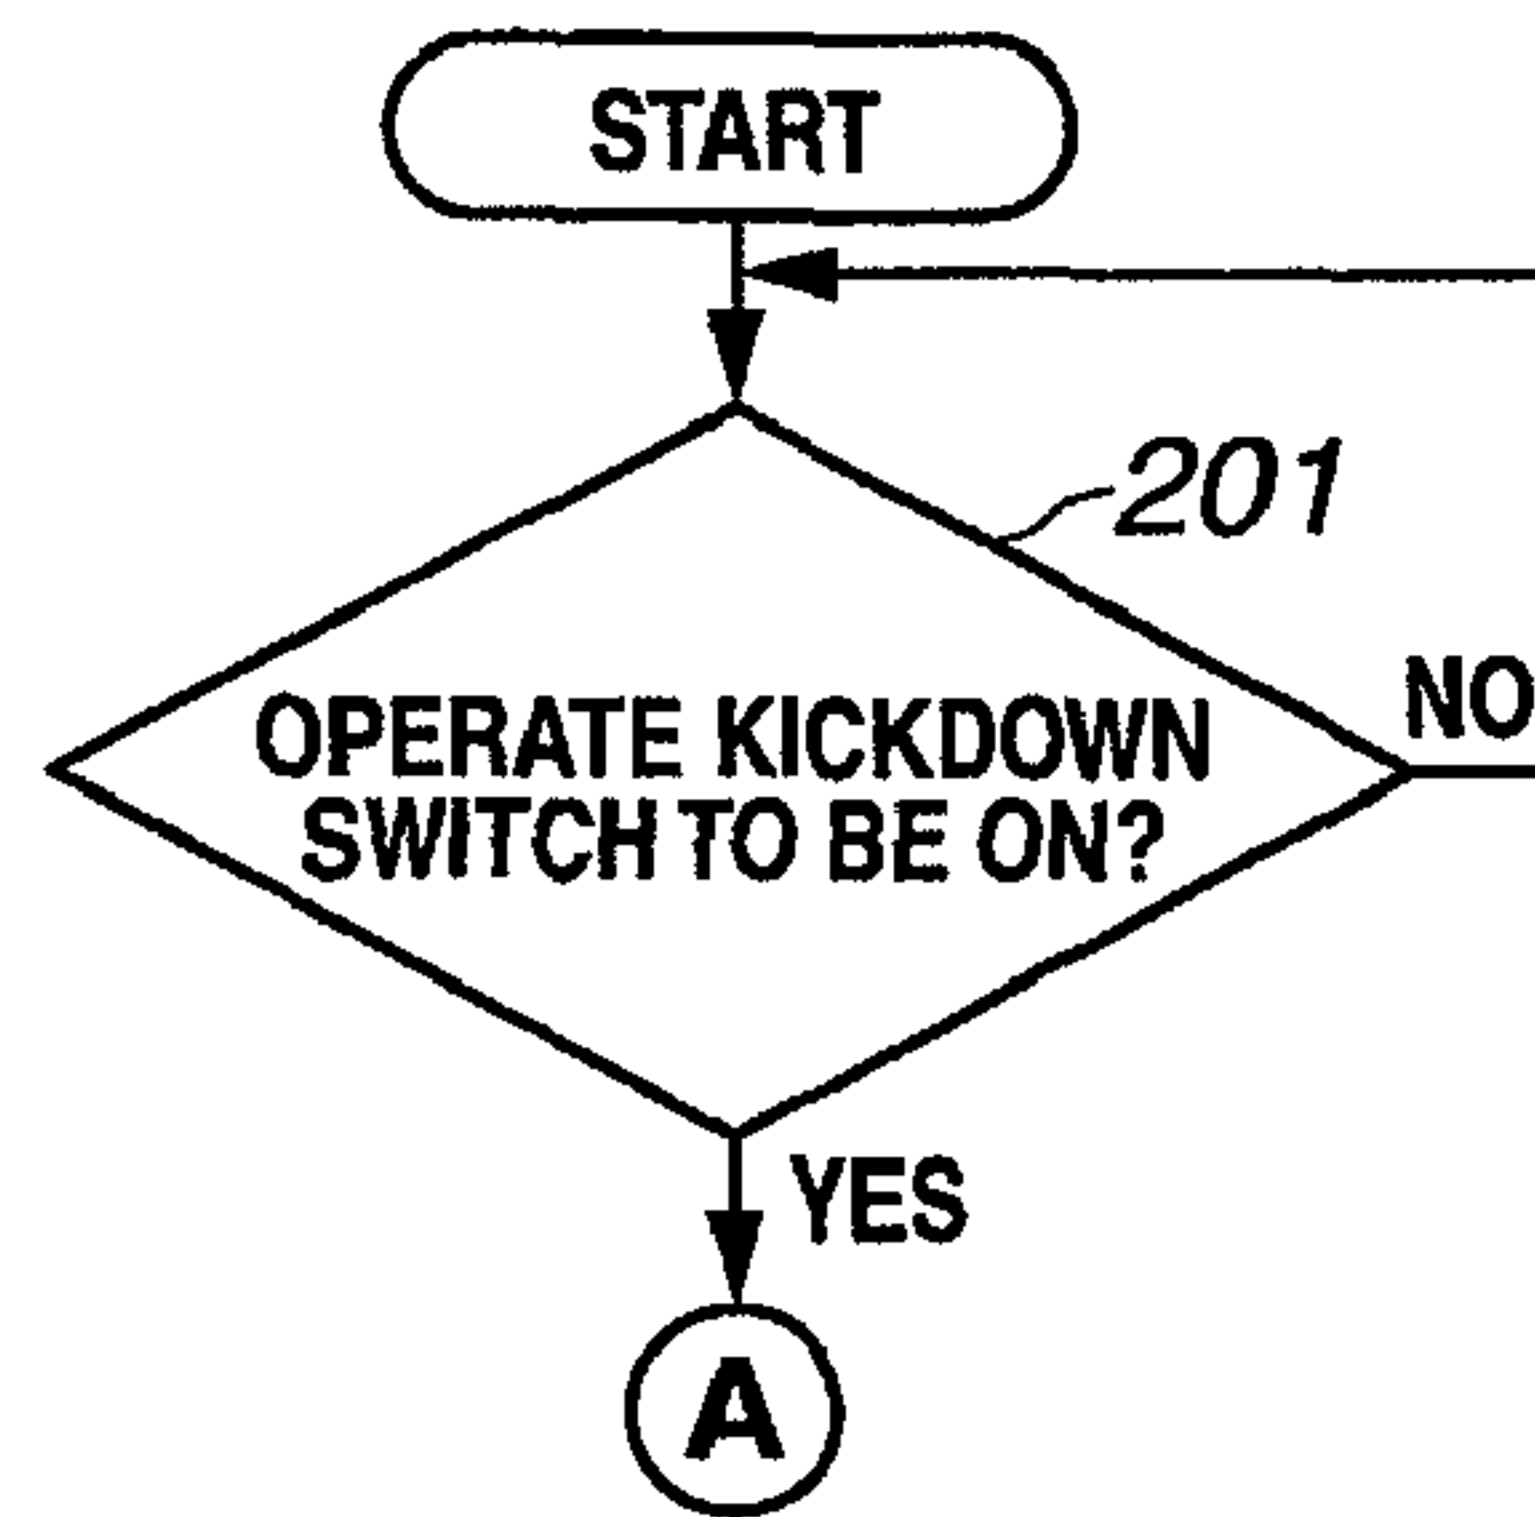 START
201
NO
OPERATE KICKDOWN
SWITCH TO BE ON?
YES
A